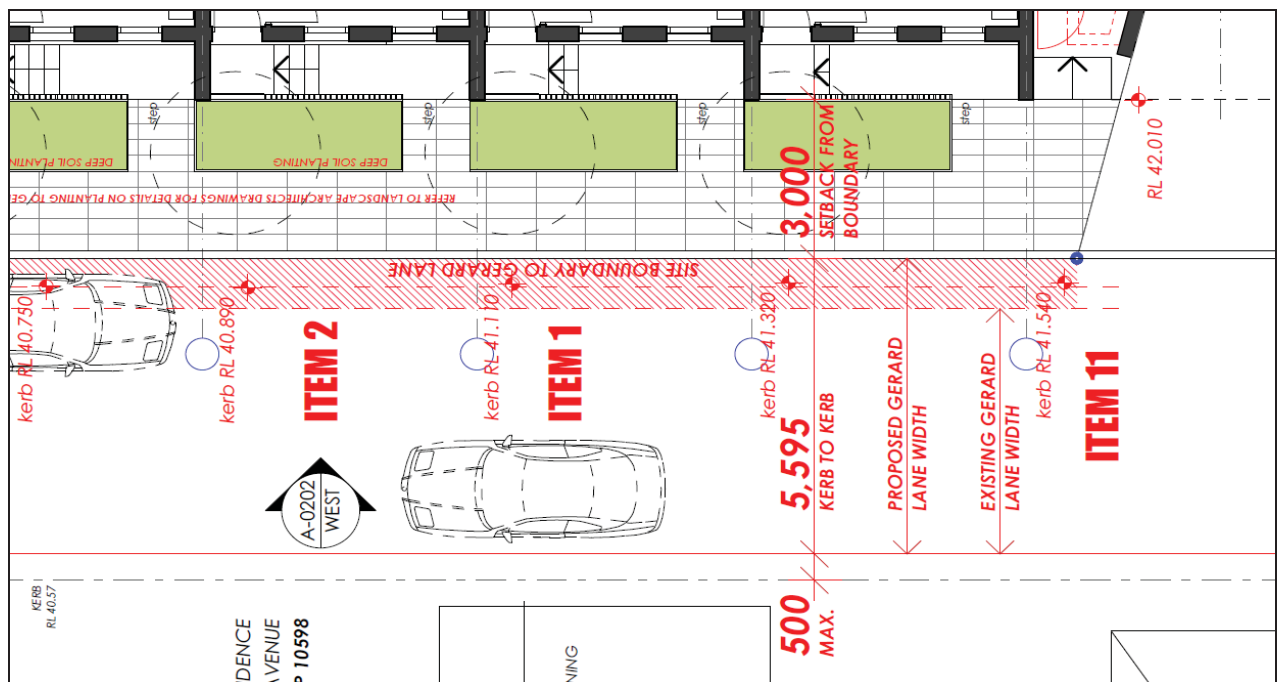 step
step
step
step
DEEP SOIL PLANTING
DEEP SOIL PLANTING
REFER TO LANDSCAPE ARCHITECTS DRAWINGS FOR DETAILS ON PLANTING TO
3,000
SETBACK FROM
BOUNDARY
RL 42.010
SITE BOUNDARY TO GERARD LANE
kerb RL 40.750
kerb RL 40.890
ITEM 2
kerb RL 41.110
ITEM 1
kerb RL 41.320
5,595
KERB TO KERB
PROPOSED GERARD
LANE WIDTH
EXISTING GERARD
LANE WIDTH
kerb RL 41.540
ITEM 11
A-0202
WEST
500
MAX.
KERB
RL 40.57
AVENUE
10598